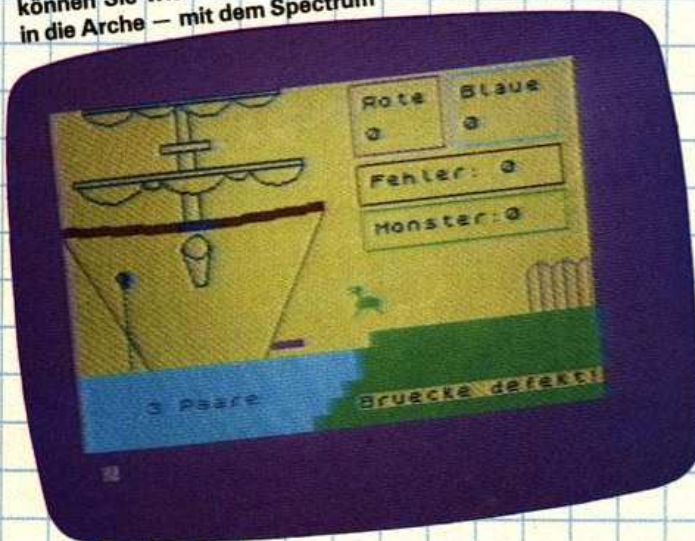 können Sie
in die Arche — mit dem Spectrum
Rote Blaue
0 0
Fehler: 0
Monster:0
3 Paare
Bruecke defekt!